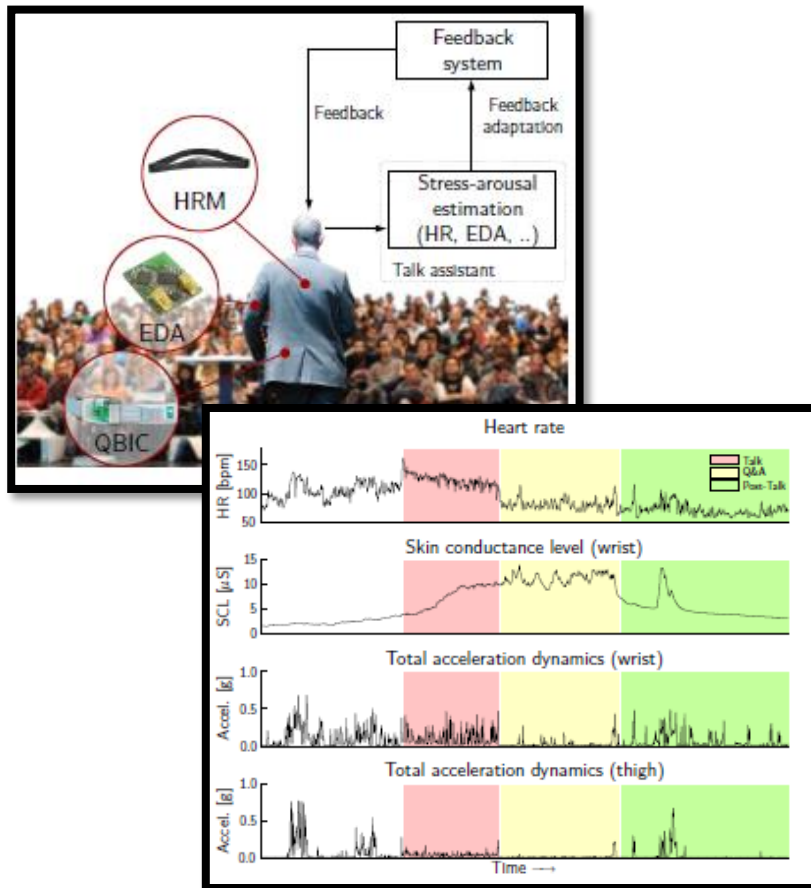 Feedback
system
Feedback
Feedback
adaptation
HRM
Stress-arousal
estimation
(HR, EDA, ..)
Talk assistant
EDA
QBIC
Heart rate
HR [bpm]
150
100
50
Talk
Q&A
Post-Talk
Skin conductance level (wrist)
SCL [µS]
15
10
5
0
Total acceleration dynamics (wrist)
Accel. [g]
1.0
0.5
0.0
Total acceleration dynamics (thigh)
Accel. [g]
1.0
0.5
0.0
Time →